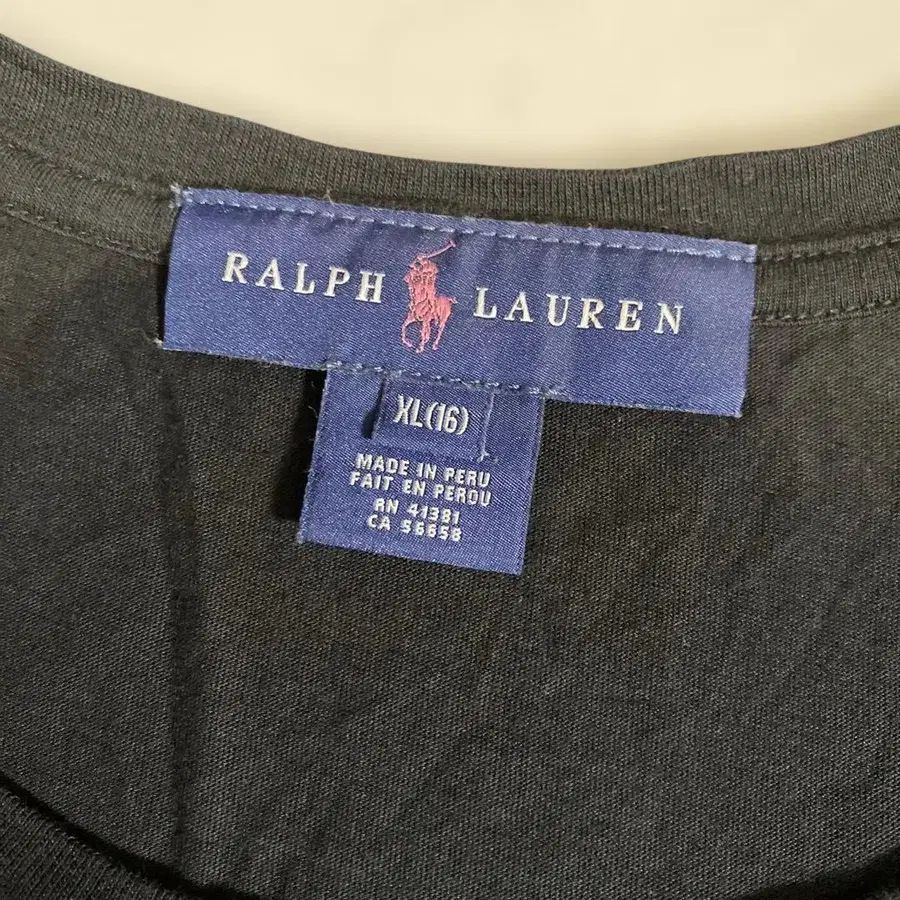 RALPH LAUREN
XL(16)
MADE IN PERU
FAIT EN PEROU
RN 41381
CA 56658